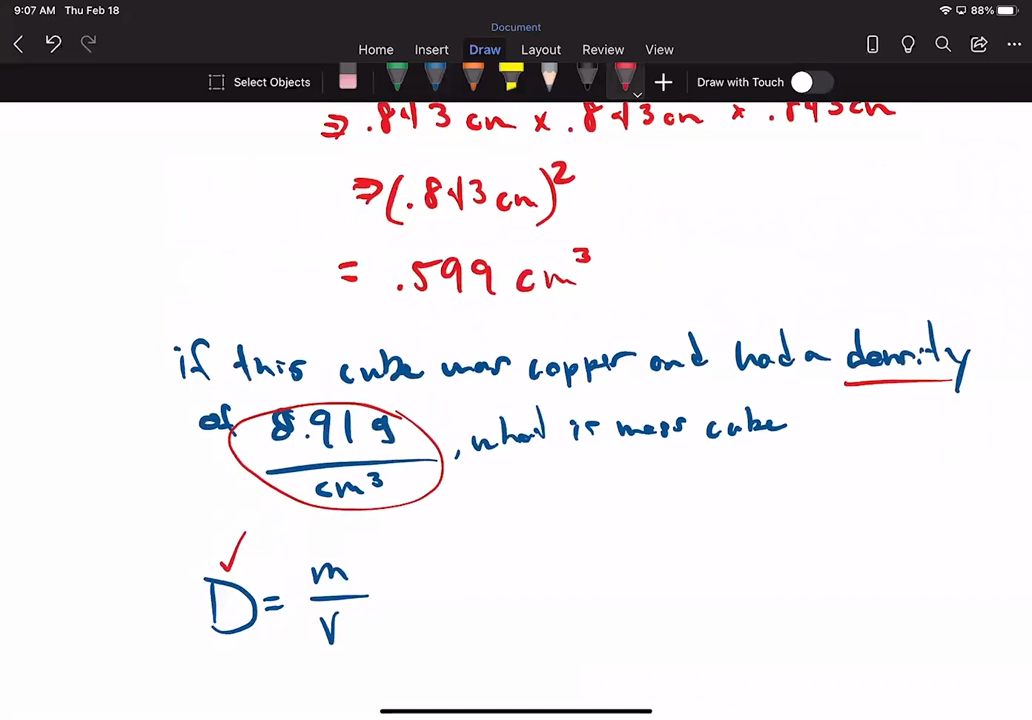 9:07 AM Thu Feb 18 88%
Document
Home Insert Draw Layout Review View
Select Objects Draw with Touch
⇒ .843 cm x .843 cm x .843 cm
⇒ (.843 cm)²
= .599 cm³
if this cube was copper and had a density
of 8.91 g , what is mass cube
cm³
D = m
v